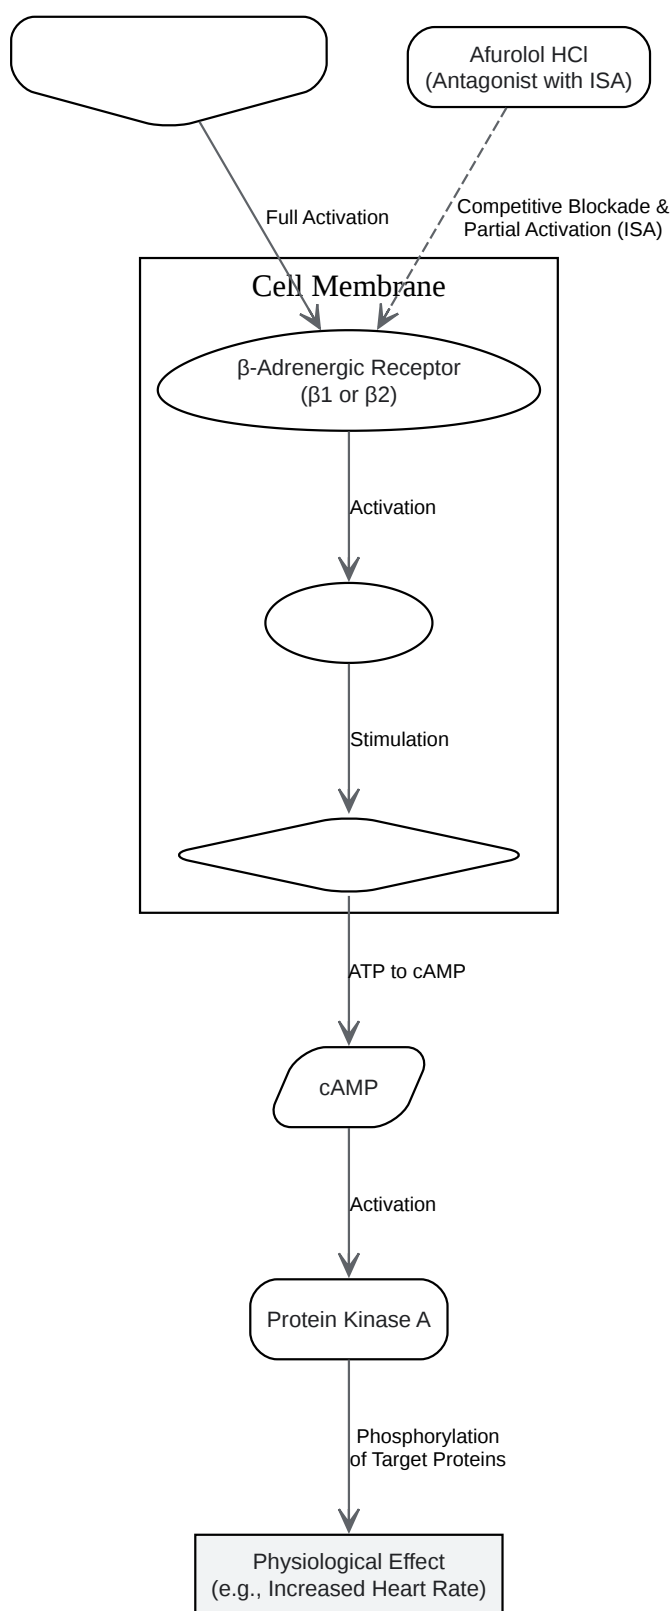 Afurolol HCl
(Antagonist with ISA)
Full Activation
Competitive Blockade &
Partial Activation (ISA)
Cell Membrane
β-Adrenergic Receptor
(β1 or β2)
Activation
Stimulation
ATP to cAMP
cAMP
Activation
Protein Kinase A
Phosphorylation
of Target Proteins
Physiological Effect
(e.g., Increased Heart Rate)